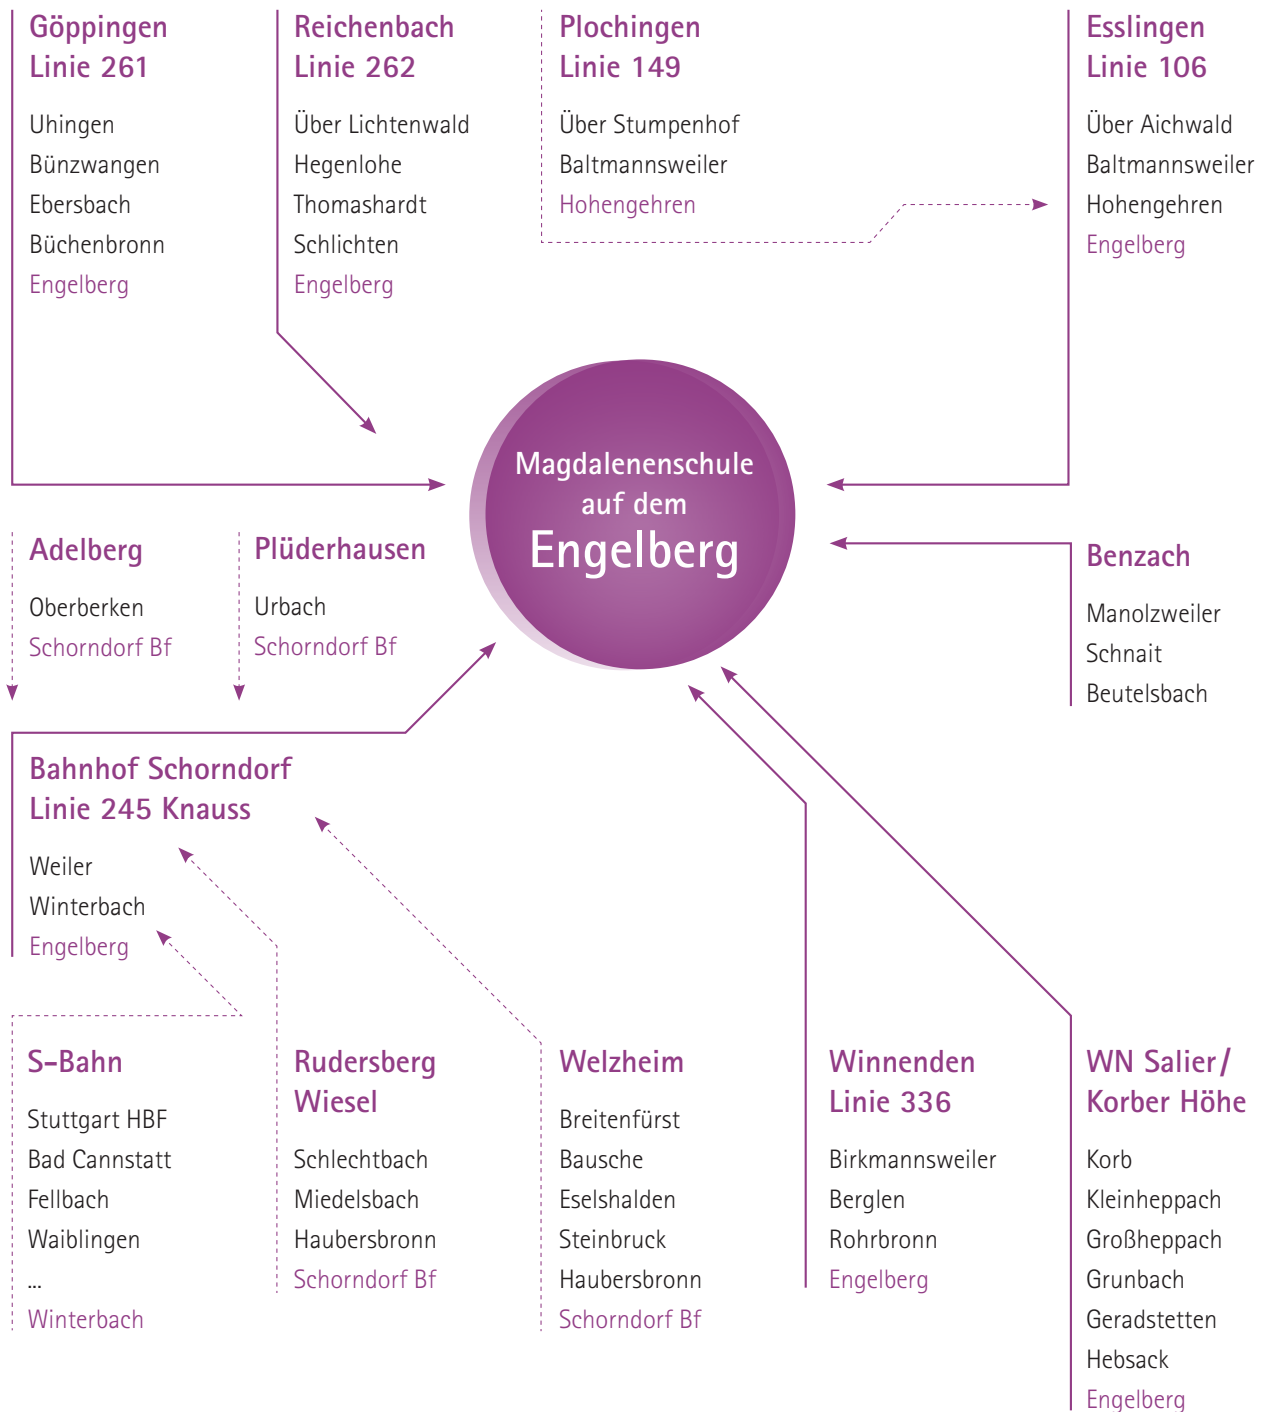 Göppingen
Linie 261
Uhingen
Bünzwangen
Ebersbach
Büchenbronn
Engelberg
Reichenbach
Linie 262
Über Lichtenwald
Hegenlohe
Thomashardt
Schlichten
Engelberg
Plochingen
Linie 149
Über Stumpenhof
Baltmannsweiler
Hohengehren
Esslingen
Linie 106
Über Aichwald
Baltmannsweiler
Hohengehren
Engelberg
Magdalenenschule
auf dem
Engelberg
Adelberg
Oberberken
Schorndorf Bf
Plüderhausen
Urbach
Schorndorf Bf
Benzach
Manolzweiler
Schnait
Beutelsbach
Bahnhof Schorndorf
Linie 245 Knauss
Weiler
Winterbach
Engelberg
S-Bahn
Stuttgart HBF
Bad Cannstatt
Fellbach
Waiblingen
...
Winterbach
Rudersberg
Wiesel
Schlechtbach
Miedelsbach
Haubersbronn
Schorndorf Bf
Welzheim
Breitenfürst
Bausche
Eselshalden
Steinbruck
Haubersbronn
Schorndorf Bf
Winnenden
Linie 336
Birkmannsweiler
Berglen
Rohrbronn
Engelberg
WN Salier/
Korber Höhe
Korb
Kleinheppach
Großheppach
Grunbach
Geradstetten
Hebsack
Engelberg